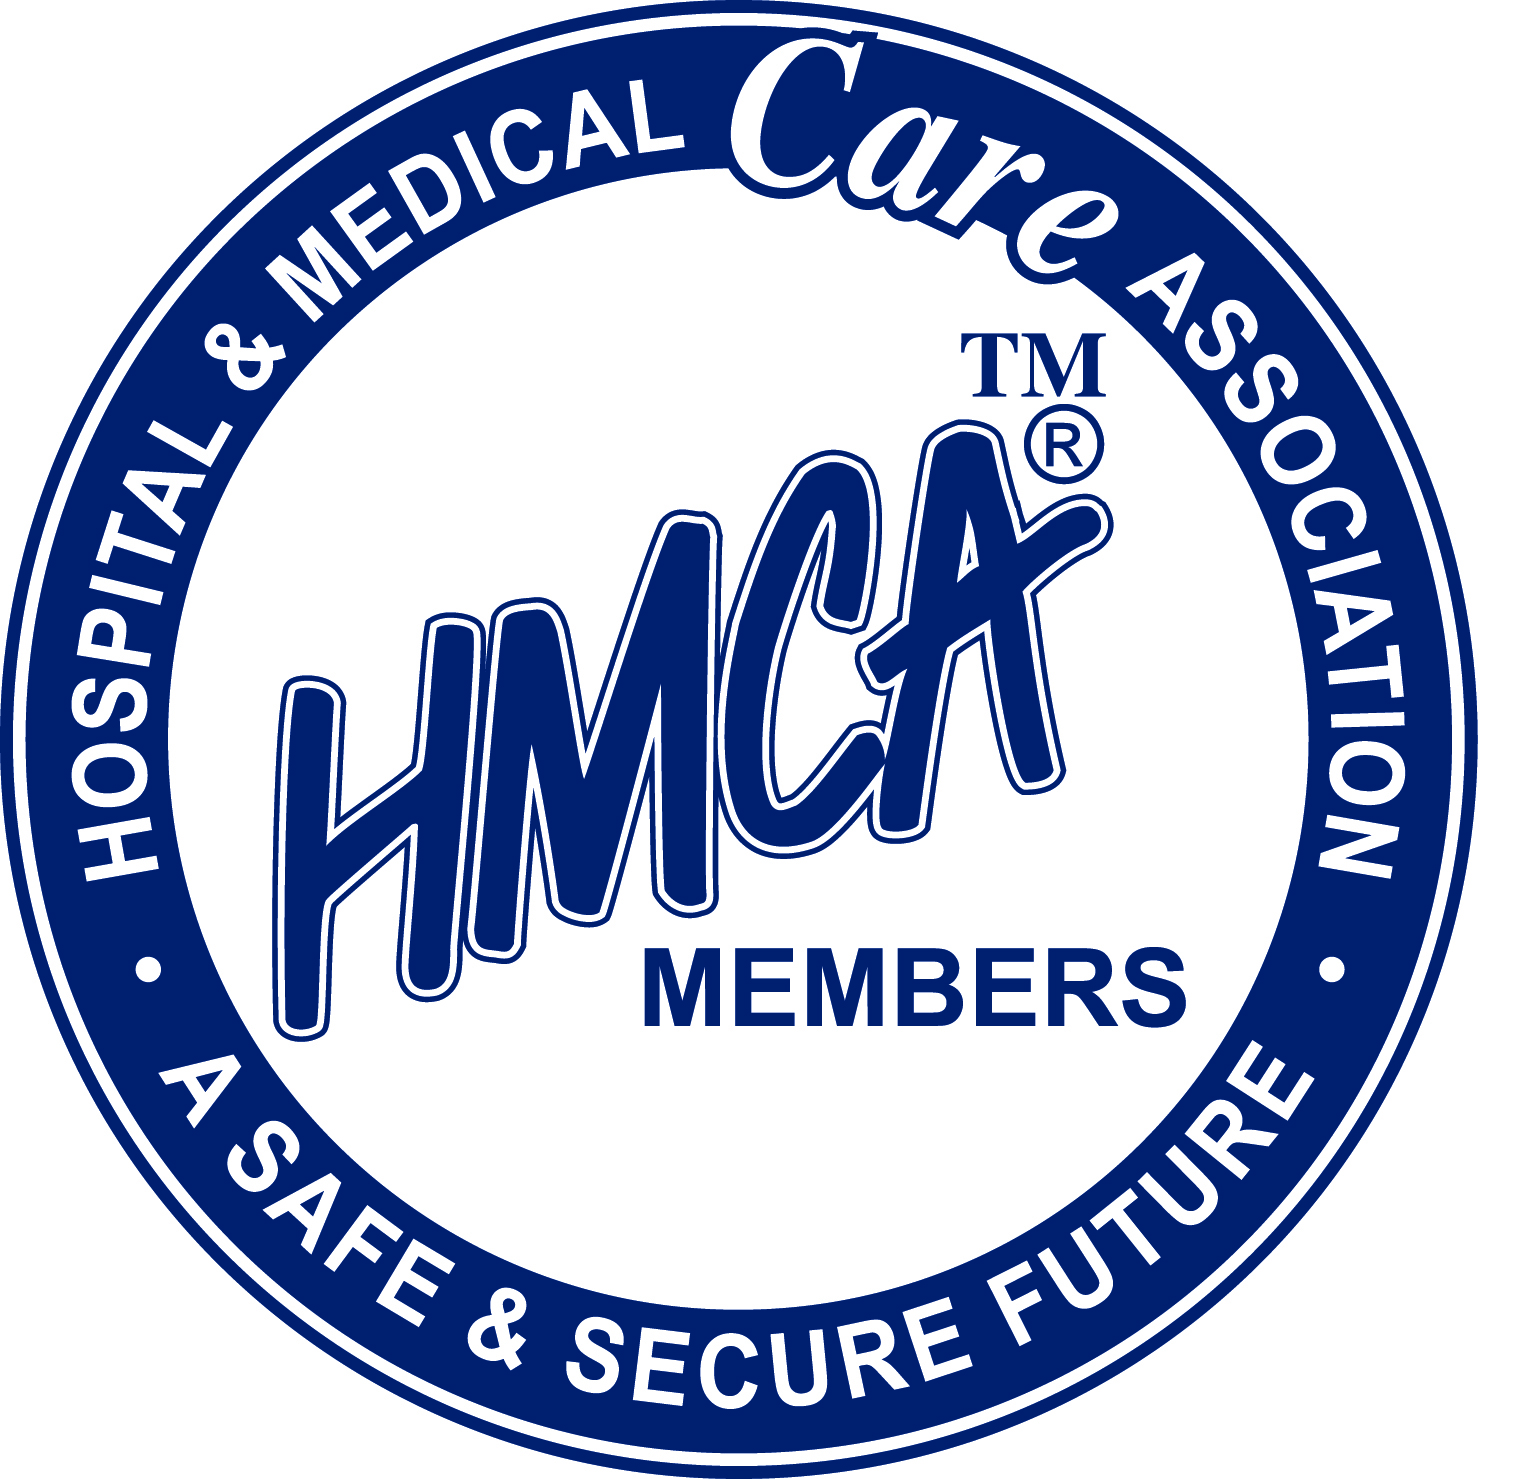 HOSPITAL & MEDICAL Care ASSOCIATION
TM
®
HMCA
MEMBERS
· A SAFE & SECURE FUTURE ·